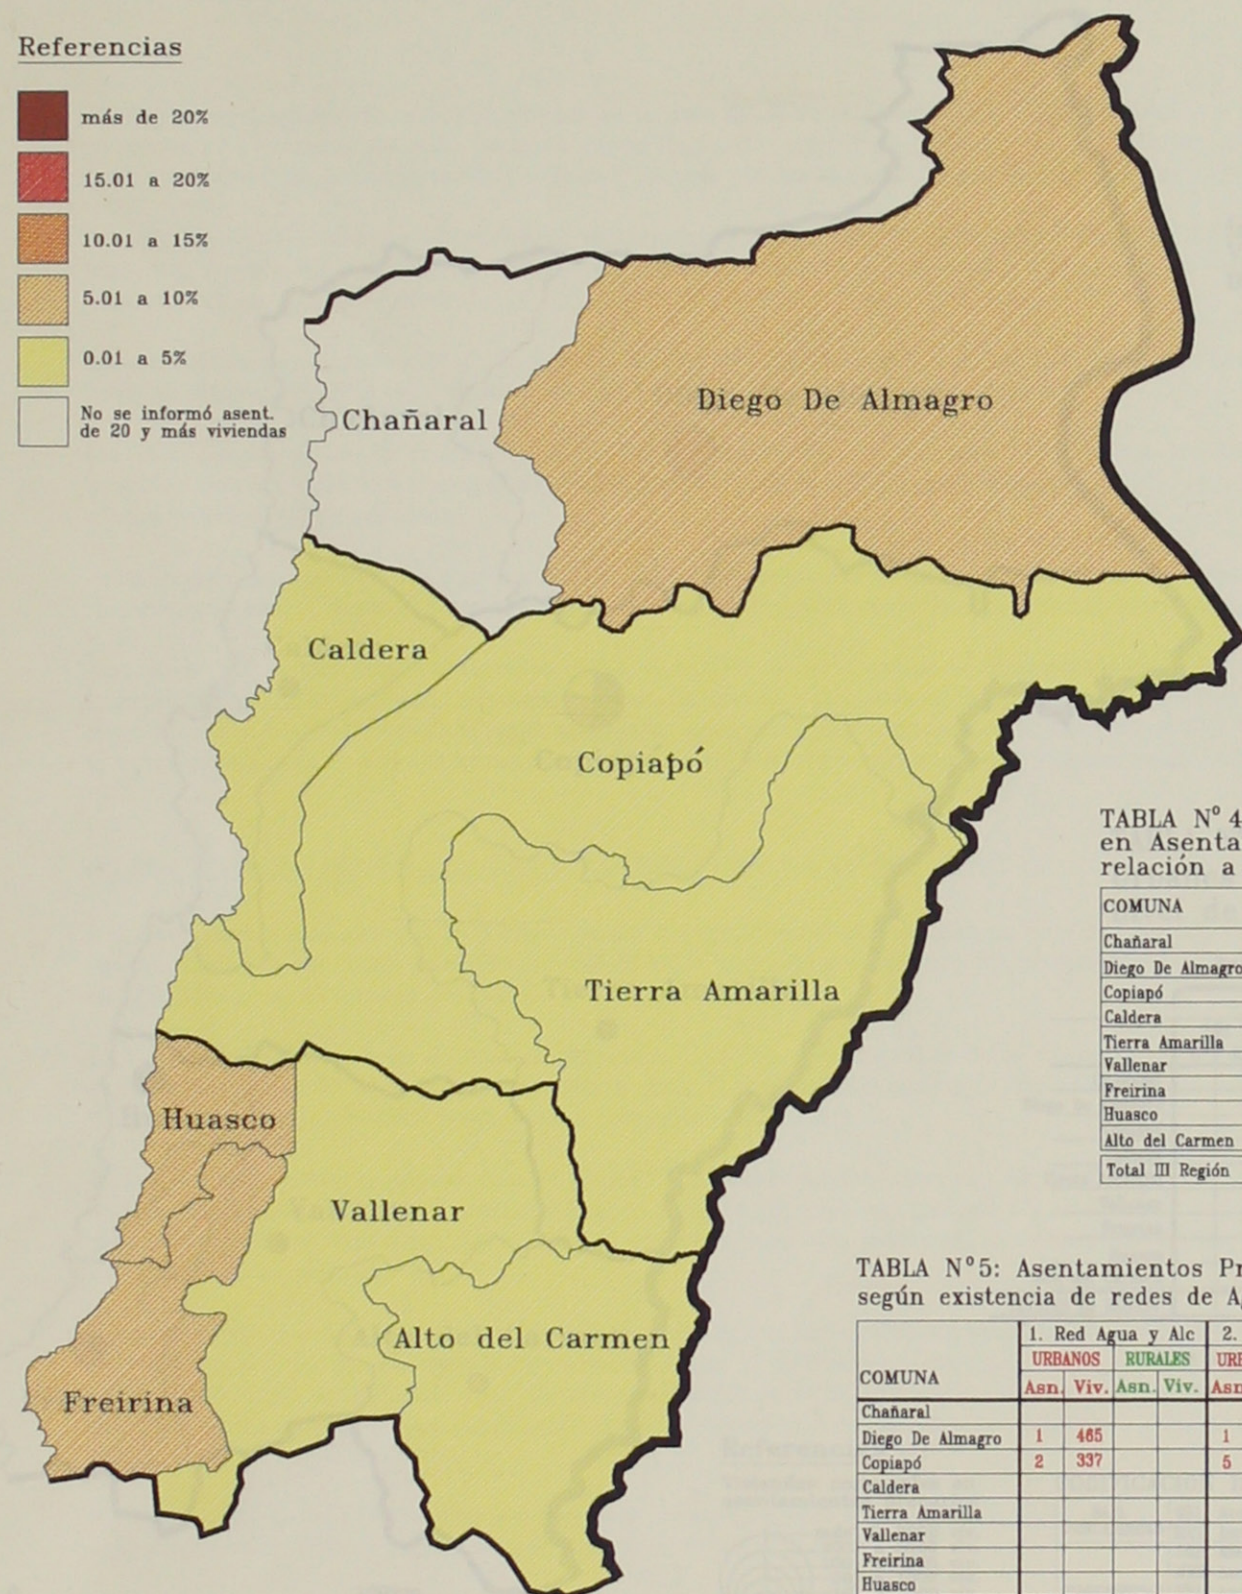 Referencias
más de 20%
15.01 a 20%
10.01 a 15%
5.01 a 10%
0.01 a 5%
No se informó asent.
de 20 y más viviendas
Chañaral
Diego De Almagro
Caldera
Copiapó
Tierra Amarilla
Huasco
Vallenar
Alto del Carmen
Freirina
TABLA Nº 4
en Asenta
relación a
COMUNA
Chañaral
Diego De Almagro
Copiapó
Caldera
Tierra Amarilla
Vallenar
Freirina
Huasco
Alto del Carmen
Total III Región
TABLA Nº5: Asentamientos Pr
según existencia de redes de A
1. Red Agua y Alc 2.
URBANOS RURALES URB
COMUNA Asn. Viv. Asn. Viv. Asn
Chañaral
Diego De Almagro 1 465 1
Copiapó 2 337 5
Caldera
Tierra Amarilla
Vallenar
Freirina
Huasco